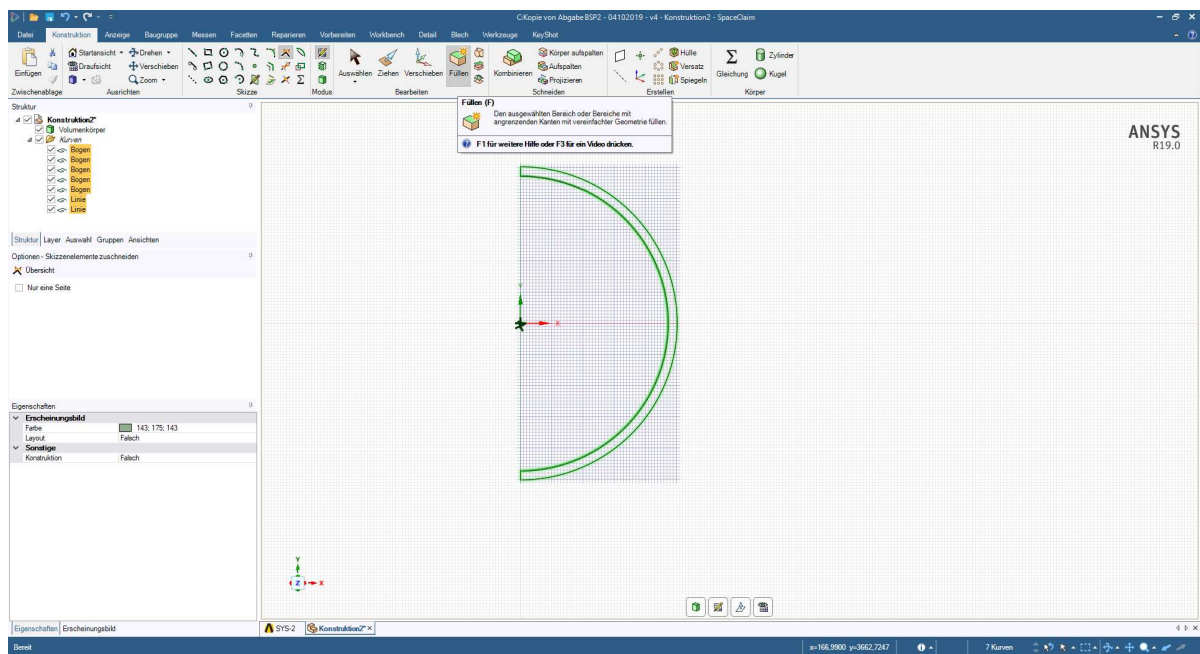 C:Kopie von Abgabe BSP2 - 04102019 - v4 - Konstruktion2 - SpaceClaim
Datei Konstruktion Anzeige Baugruppe Messen Facetten Reparieren Vorbereiten Workbench Detail Blech Werkzeuge KeyShot
Einfügen
Startansicht Drehen
Draufsicht Verschieben
Zoom
Auswählen Ziehen Verschieben Füllen
Kombinieren
Körper aufspalten
Aufspalten
Projizieren
Hülle
Versatz
Spiegeln
Gleichung
Zylinder
Kugel
Zwischenablage Ausrichten Skizze Modus Bearbeiten Schneiden Erstellen Körper
Füllen (F)
Den ausgewählten Bereich oder Bereiche mit
angrenzenden Kanten mit vereinfachter Geometrie füllen.
F1 für weitere Hilfe oder F3 für ein Video drücken.
Struktur
Konstruktion2*
Volumenkörper
Kurven
Bogen
Bogen
Bogen
Bogen
Bogen
Linie
Linie
Struktur Layer Auswahl Gruppen Ansichten
Optionen - Skizzenelemente zuschneiden
Übersicht
Nur eine Seite
Eigenschaften
Erscheinungsbild
Farbe 143; 175; 143
Layout Falsch
Sonstige
Konstruktion Falsch
ANSYS
R19.0
Y
X
Y
Z
X
Eigenschaften Erscheinungsbild
SYS-2 Konstruktion2*
Bereit
x=166,9900 y=3662,7247
7 Kurven